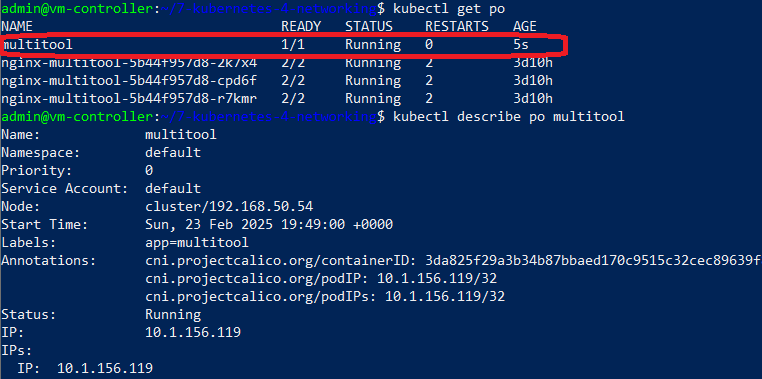 admin@vm-controller:~// kubernetes 4 networking$ kubectl get po
NAME READY STATUS RESTARTS AGE
multitool 1/1 Running 0 5s
nginx-multitool-5b44f957d8-2k7x4 2/2 Running 2 3d10h
nginx-multitool-5b44f957d8-cpd6f 2/2 Running 2 3d10h
nginx-multitool-5b44f957d8-r7kmr 2/2 Running 2 3d10h
admin@vm-controller:~// kubernetes 4 networking$ kubectl describe po multitool
Name: multitool
Namespace: default
Priority: 0
Service Account: default
Node: cluster/192.168.50.54
Start Time: Sun, 23 Feb 2025 19:49:00 +0000
Labels: app=multitool
Annotations: cni.projectcalico.org/containerID: 3da825f29a3b34b87bbaed170c9515c32cec89639f
cni.projectcalico.org/podIP: 10.1.156.119/32
cni.projectcalico.org/podIPs: 10.1.156.119/32
Status: Running
IP: 10.1.156.119
IPs:
IP: 10.1.156.119